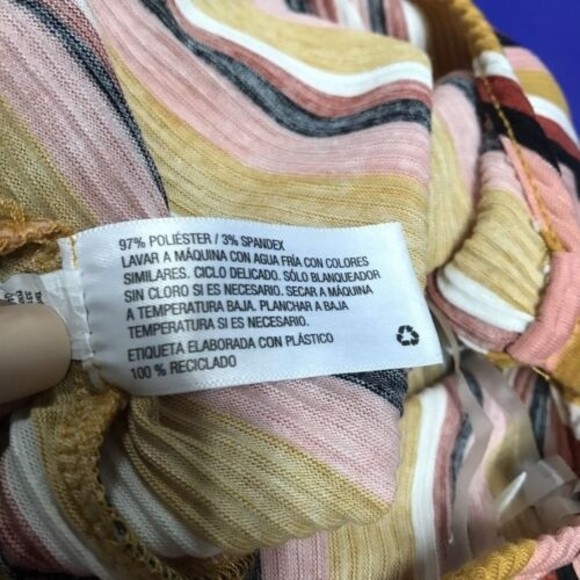 97% POLIÉSTER / 3% SPANDEX
LAVAR A MÁQUINA CON AGUA FRÍA CON COLORES
SIMILARES. CICLO DELICADO. SÓLO BLANQUEADOR
SIN CLORO SI ES NECESARIO. SECAR A MÁQUINA
A TEMPERATURA BAJA. PLANCHAR A BAJA
TEMPERATURA SI ES NECESARIO.
ETIQUETA ELABORADA CON PLÁSTICO
100 % RECICLADO